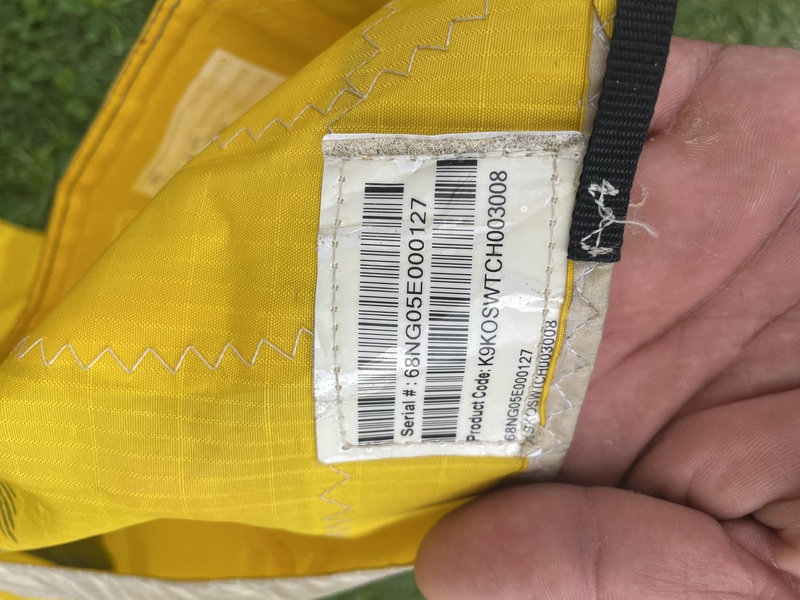 Serial # : 68NG05E000127
Product Code: K9KOSWTCH003008
68NG05E000127
K9KOSWTCH003008